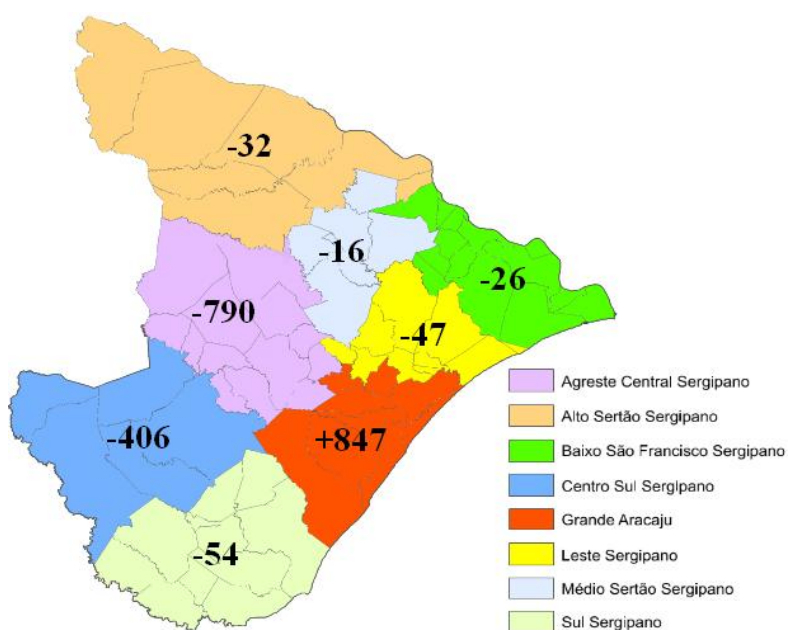 -32
-16
-26
-790
-47
-406
+847
-54
Agreste Central Sergipano
Alto Sertão Sergipano
Baixo São Francisco Sergipano
Centro Sul Sergipano
Grande Aracaju
Leste Sergipano
Médio Sertão Sergipano
Sul Sergipano